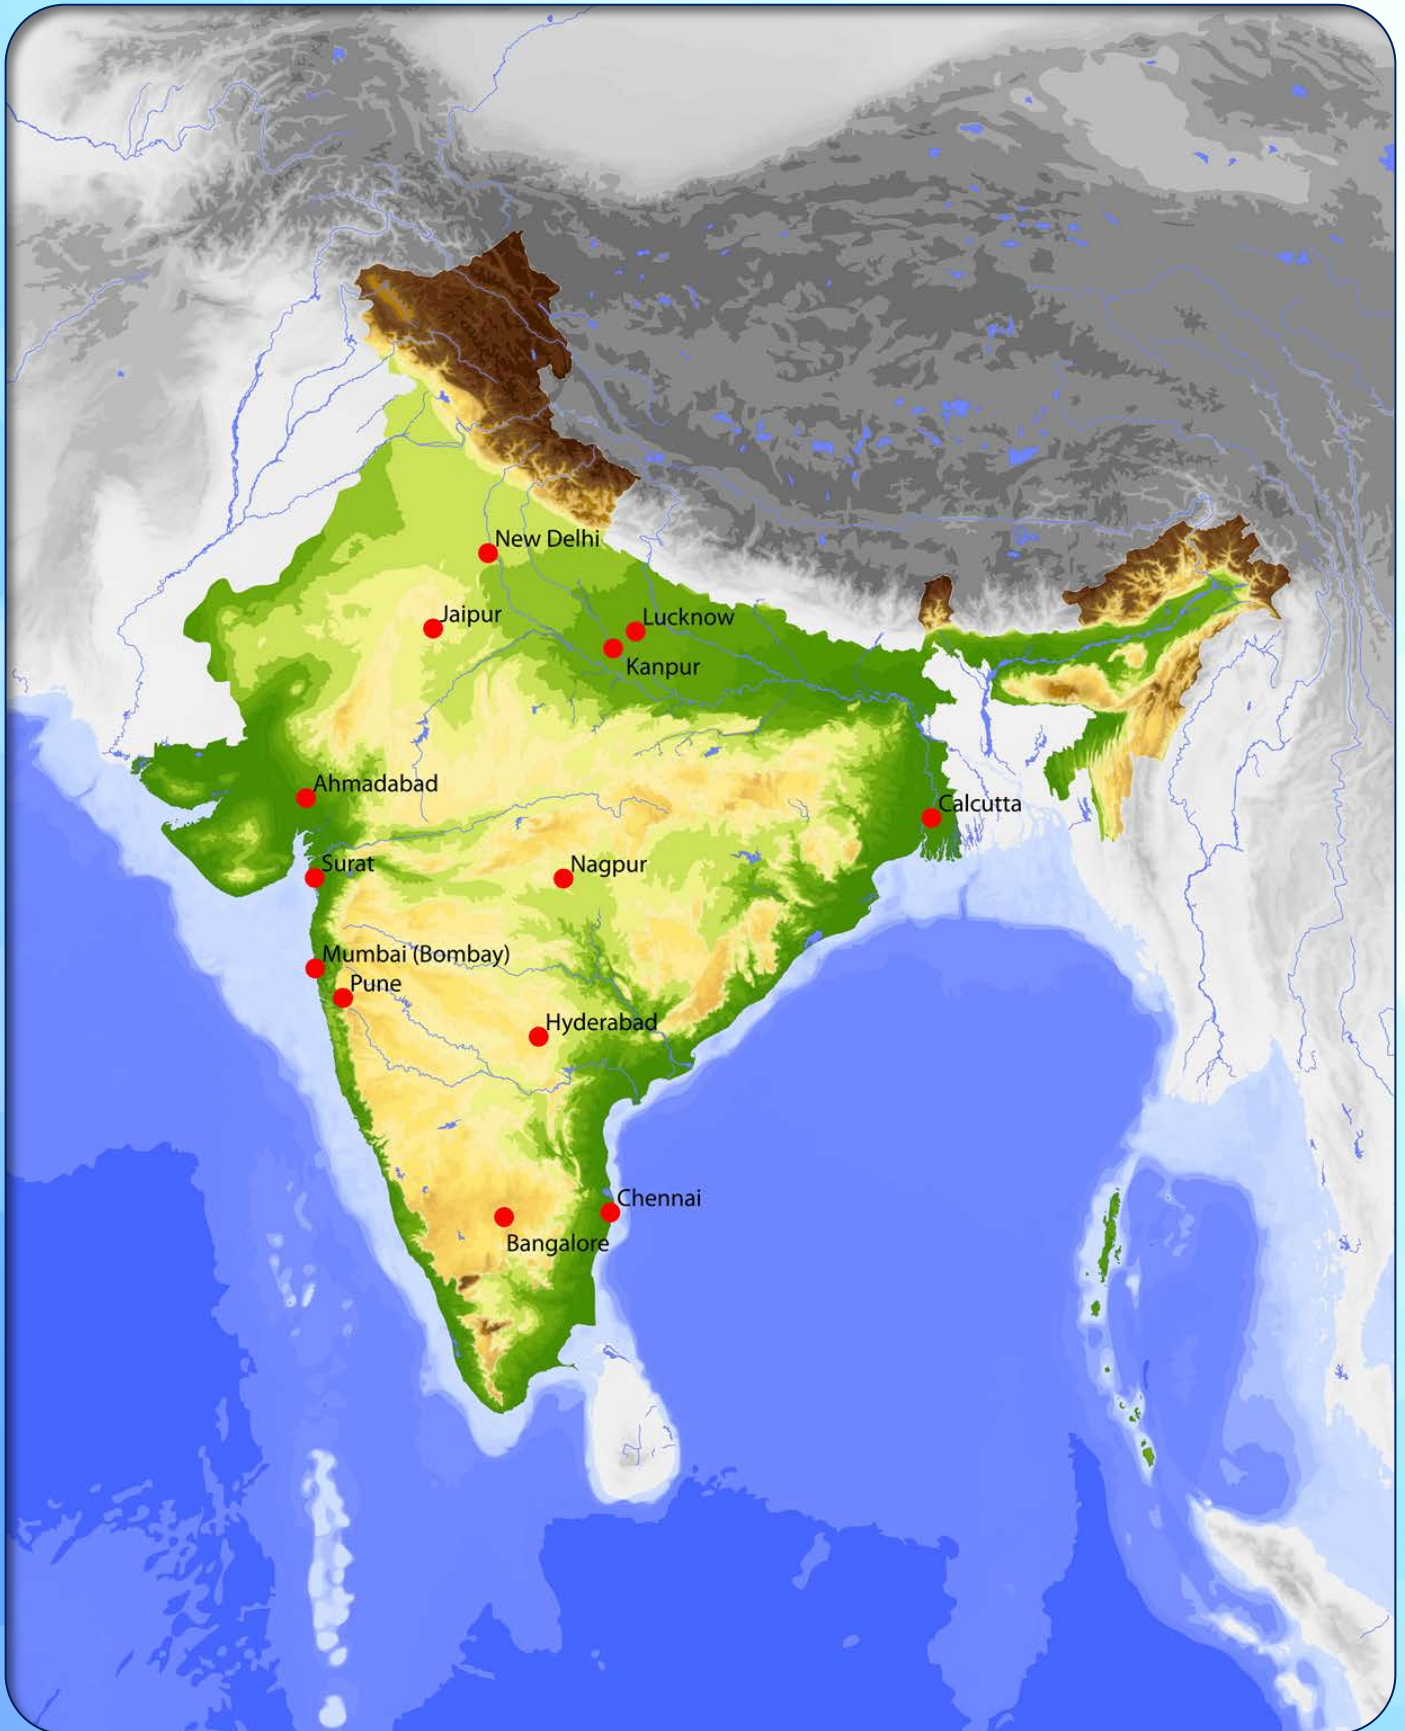 New Delhi
Jaipur
Lucknow
Kanpur
Ahmadabad
Calcutta
Surat
Nagpur
Mumbai (Bombay)
Pune
Hyderabad
Chennai
Bangalore